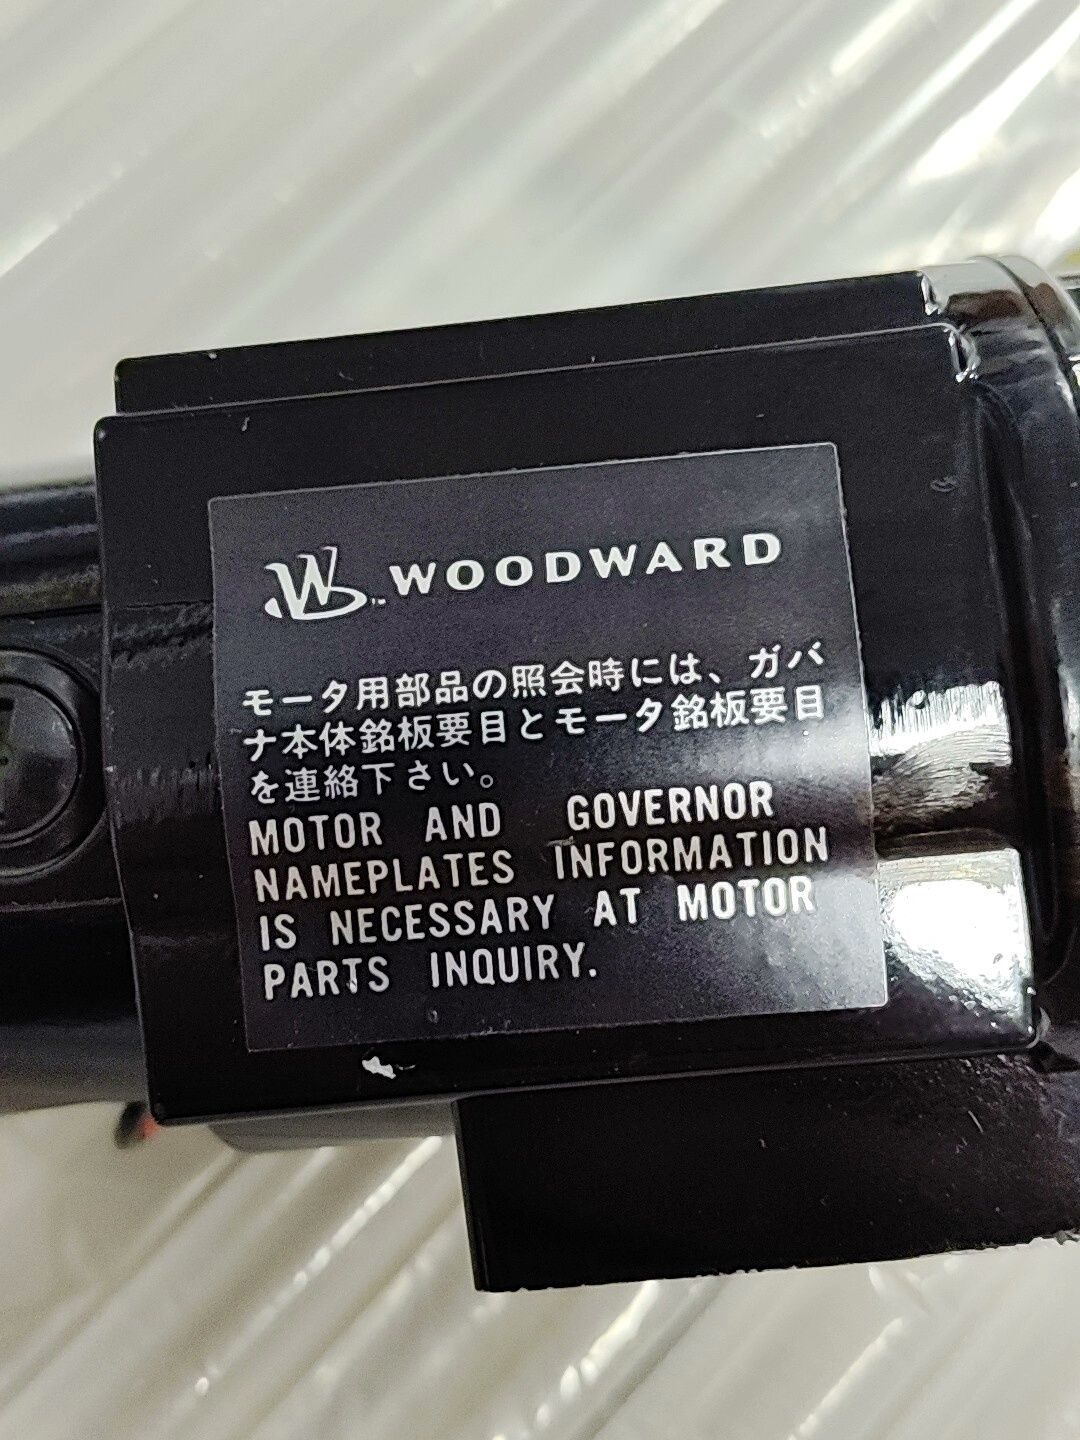 WOODWARD
モータ用部品の照会時には、ガバ
ナ本体銘板要目とモータ銘板要目
を連絡下さい。
MOTOR AND GOVERNOR
NAMEPLATES INFORMATION
IS NECESSARY AT MOTOR
PARTS INQUIRY.